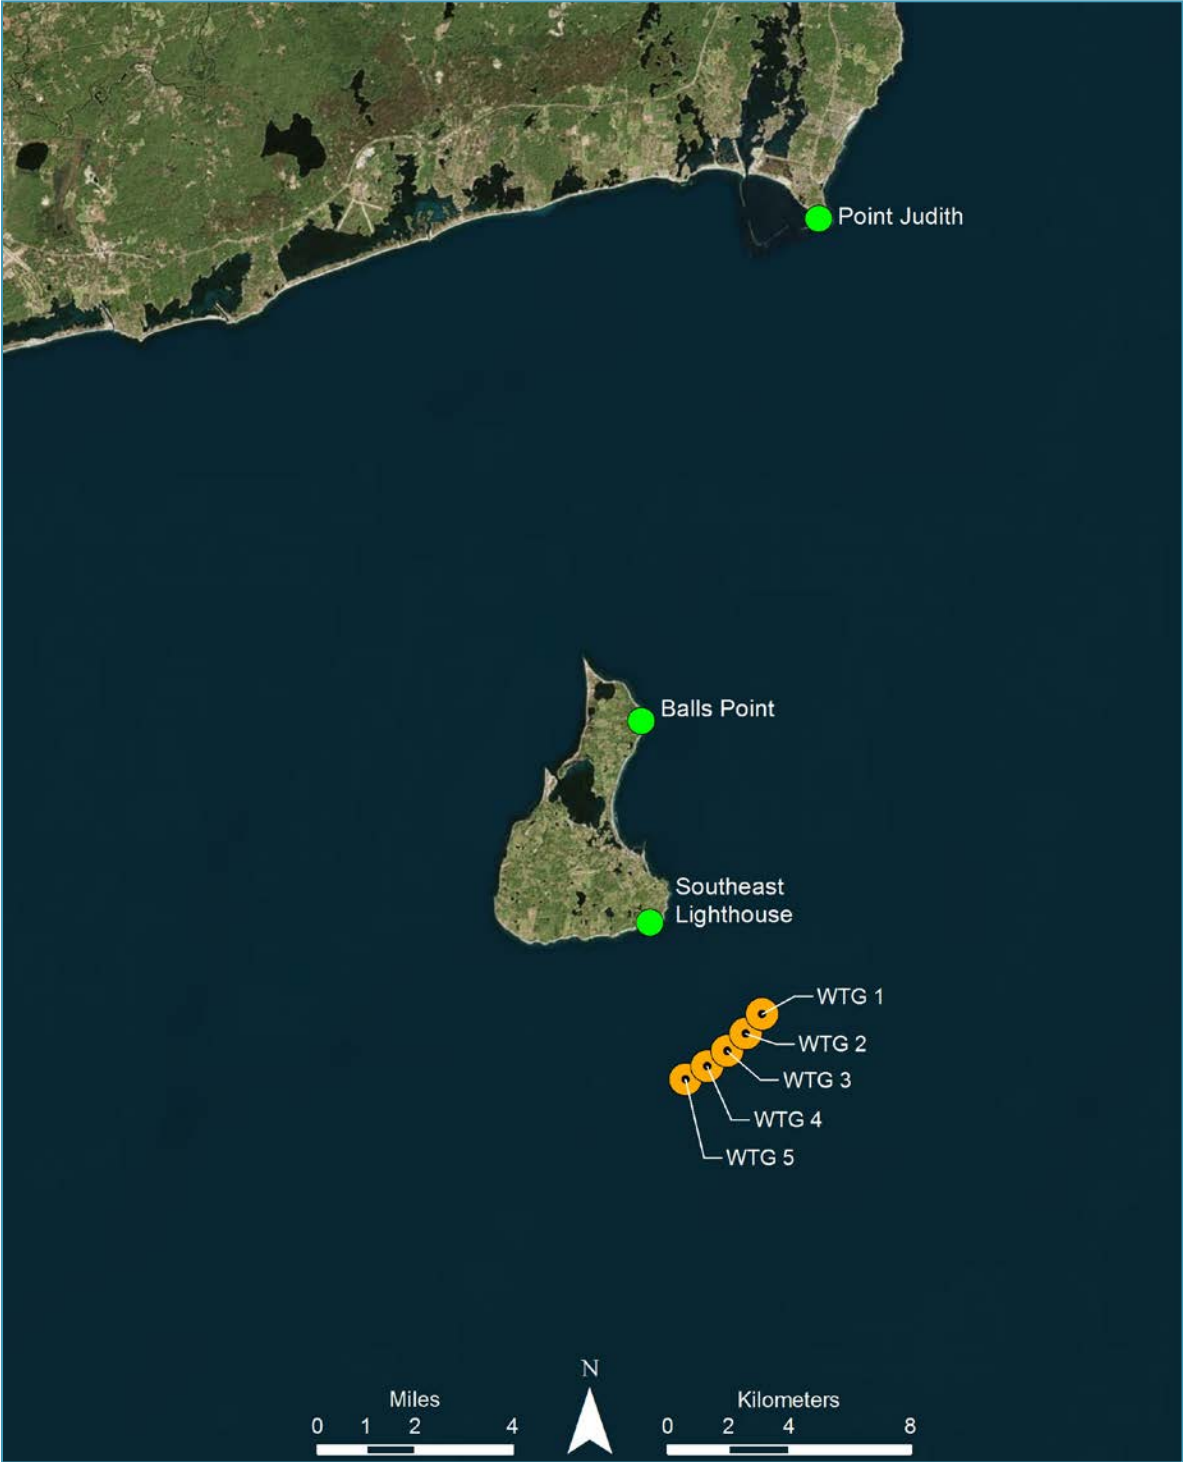 Point Judith
Balls Point
Southeast
Lighthouse
WTG 1
WTG 2
WTG 3
WTG 4
WTG 5
N
Miles
0 1 2 4
Kilometers
0 2 4 8